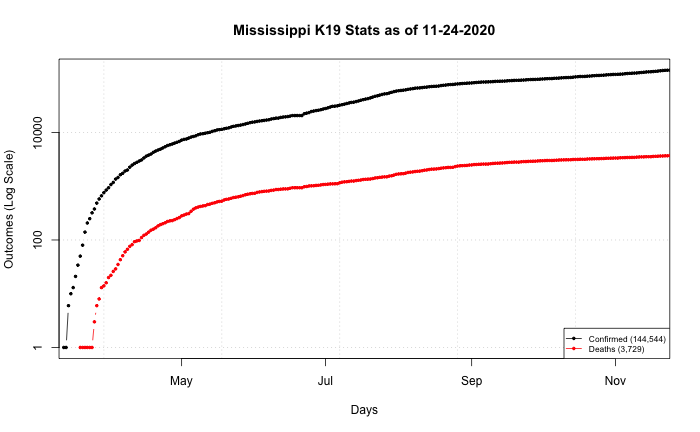 Mississippi K19 Stats as of 11-24-2020
Outcomes (Log Scale)
10000
100
1
Confirmed (144,544)
Deaths (3,729)
May Jul Sep Nov
Days